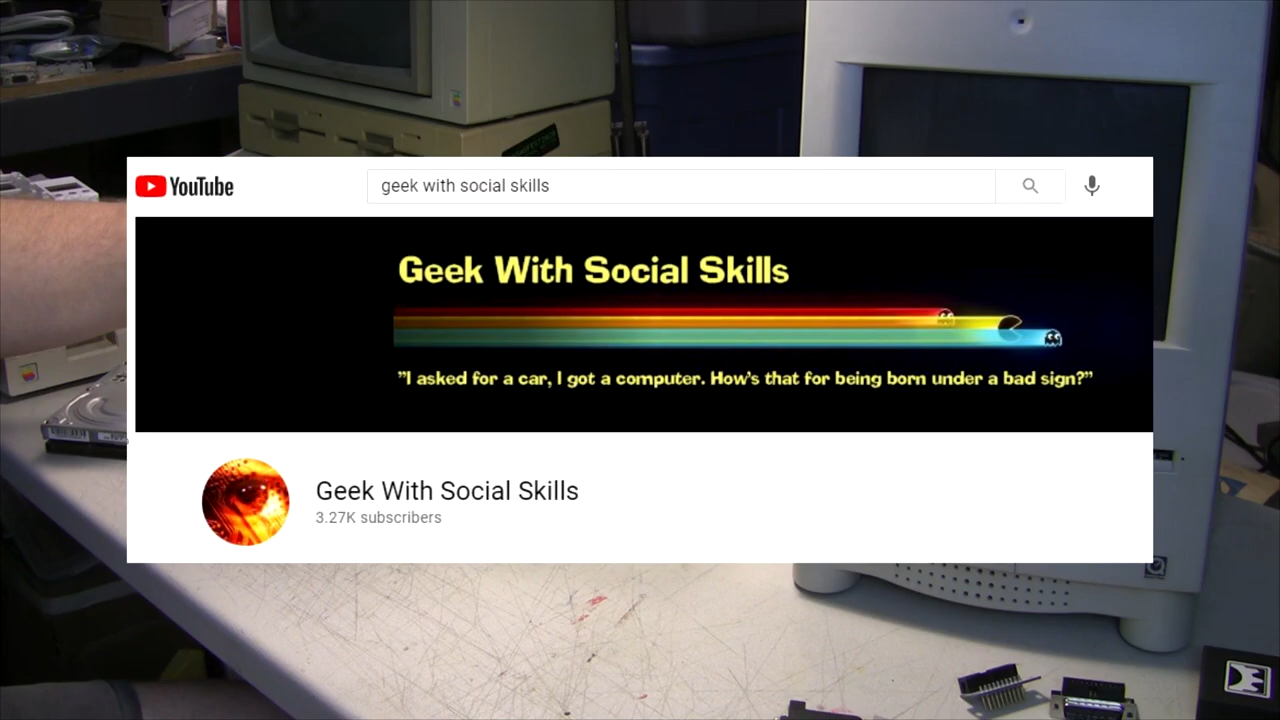 YouTube
geek with social skills
Geek With Social Skills
"I asked for a car, I got a computer. How's that for being born under a bad sign?"
Geek With Social Skills
3.27K subscribers